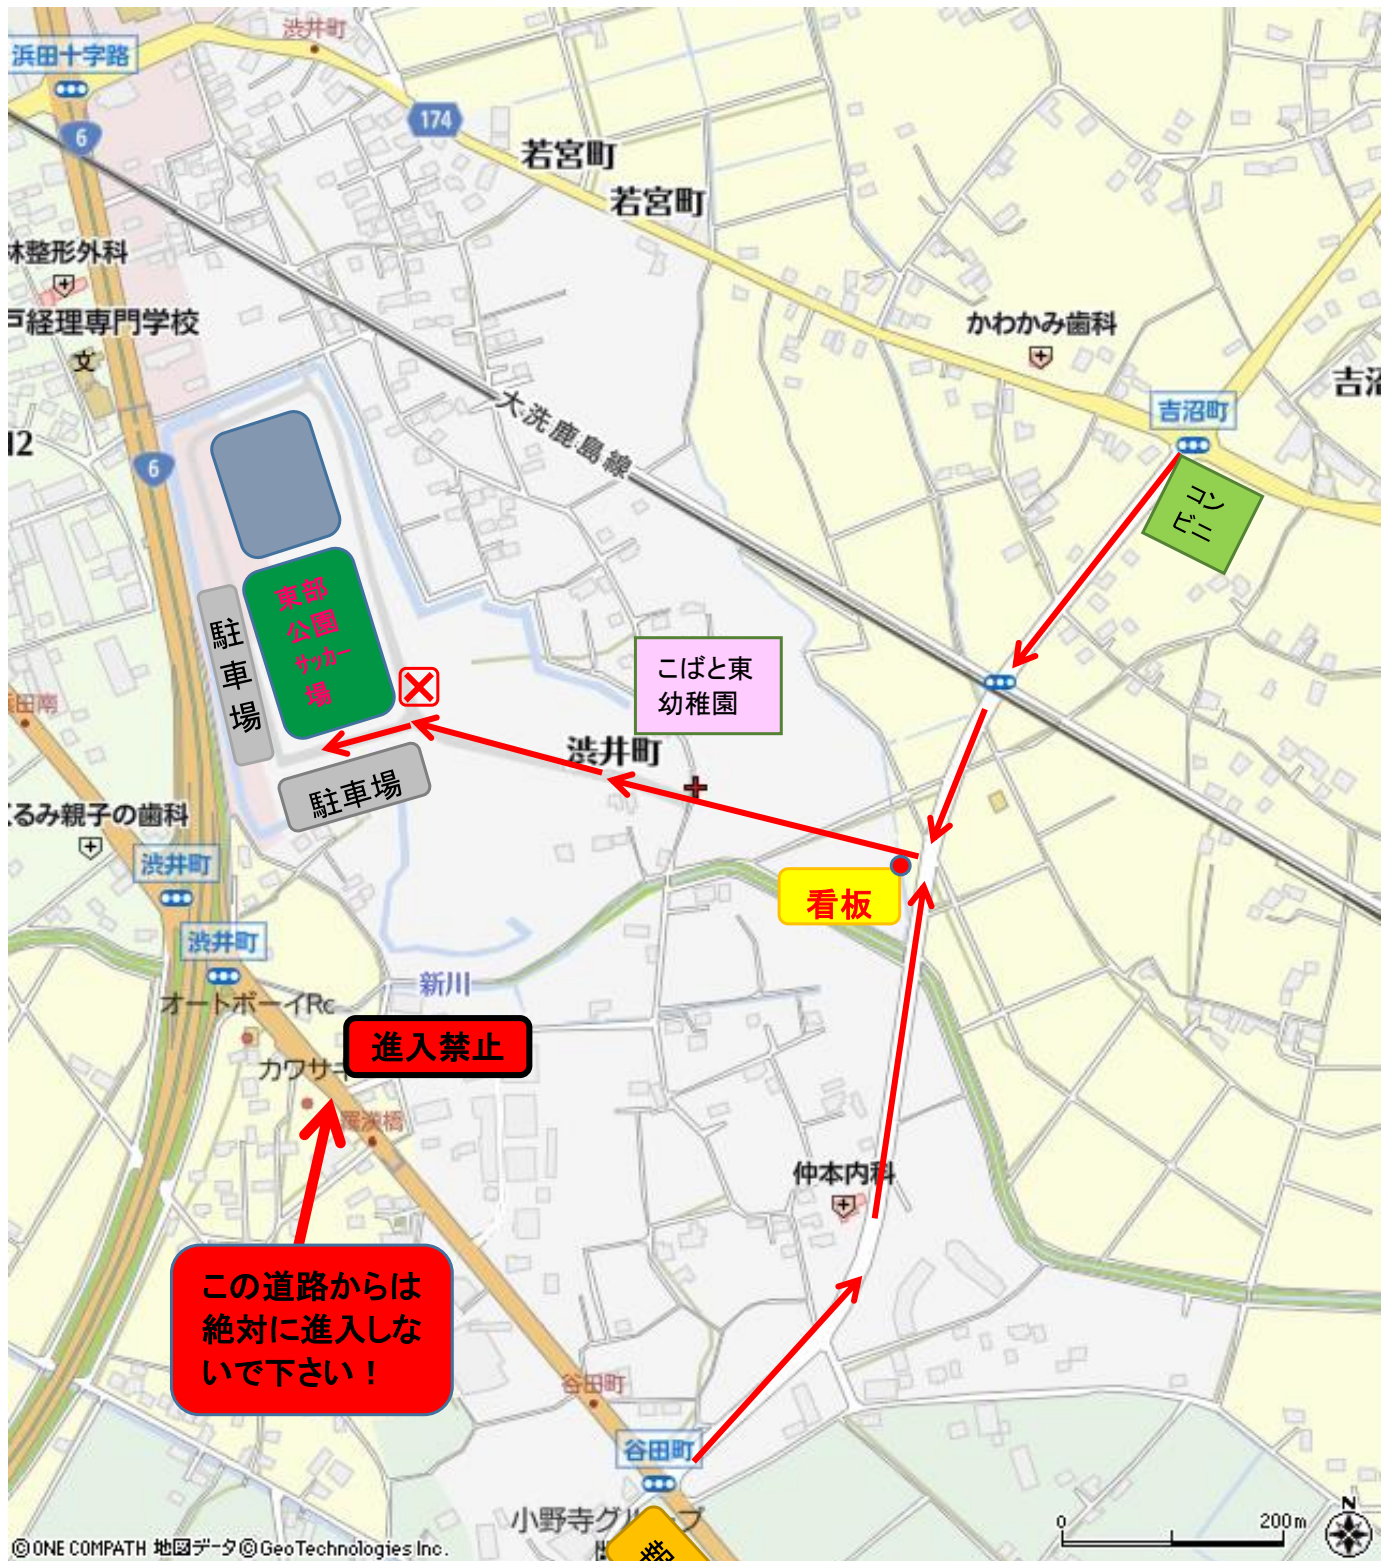 渋井町
浜田十字路
174
6
若宮町
若宮町
林整形外科
戸経理専門学校
文
かわかみ歯科
吉沼町
大洗鹿島線
6
コン
ビニ
東部
公園
サッカー
場
駐
車
場
こばと東
幼稚園
渋井町
駐車場
くるみ親子の歯科
渋井町
看板
渋井町
新川
オートボーイRc
進入禁止
カワサキ
仲本内科
この道路からは
絶対に進入しな
いで下さい！
谷田町
谷田町
小野寺グループ
0
200m
N
©ONE COMPATH 地図データ©GeoTechnologies Inc.